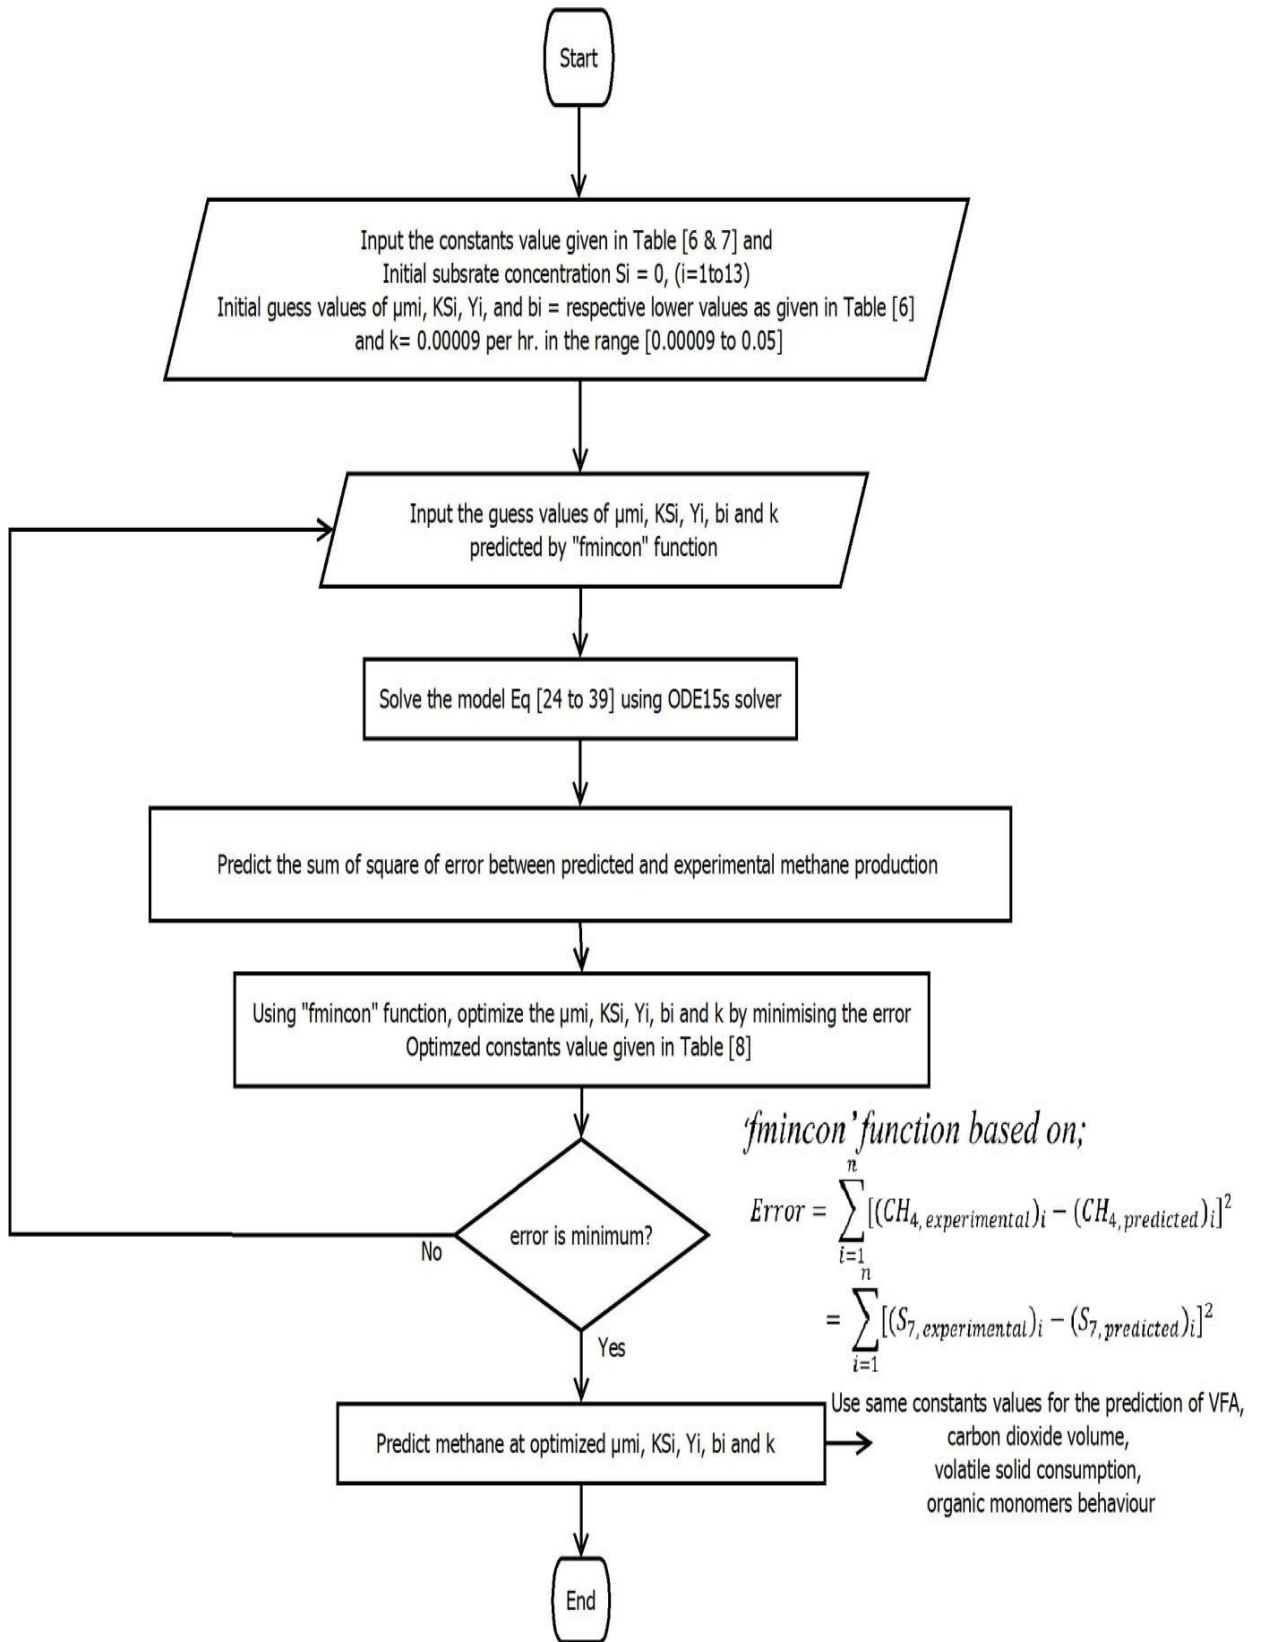 Start
Input the constants value given in Table [6 & 7] and
Initial subsrate concentration Si = 0, (i=1to13)
Initial guess values of µmi, KSi, Yi, and bi = respective lower values as given in Table [6]
and k= 0.00009 per hr. in the range [0.00009 to 0.05]
Input the guess values of µmi, KSi, Yi, bi and k
predicted by "fmincon" function
Solve the model Eq [24 to 39] using ODE15s solver
Predict the sum of square of error between predicted and experimental methane production
Using "fmincon" function, optimize the µmi, KSi, Yi, bi and k by minimising the error
Optimzed constants value given in Table [8]
error is minimum?
No
Yes
‘fmincon’ function based on;
Error = ∑_{i=1}^{n} [(CH_{4, experimental})_i − (CH_{4, predicted})_i]^2
= ∑_{i=1}^{n} [(S_{7, experimental})_i − (S_{7, predicted})_i]^2
Predict methane at optimized µmi, KSi, Yi, bi and k
Use same constants values for the prediction of VFA,
carbon dioxide volume,
volatile solid consumption,
organic monomers behaviour
End